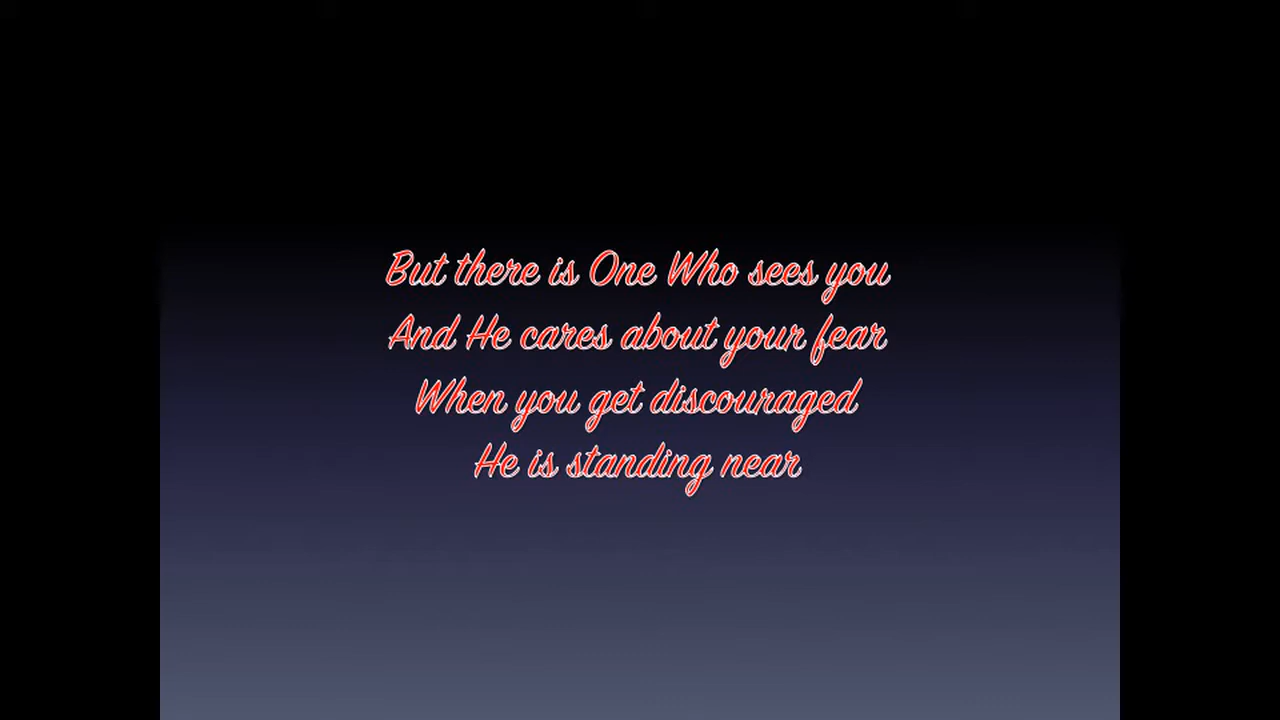 But there is One Who sees you
And He cares about your fear
When you get discouraged
He is standing near